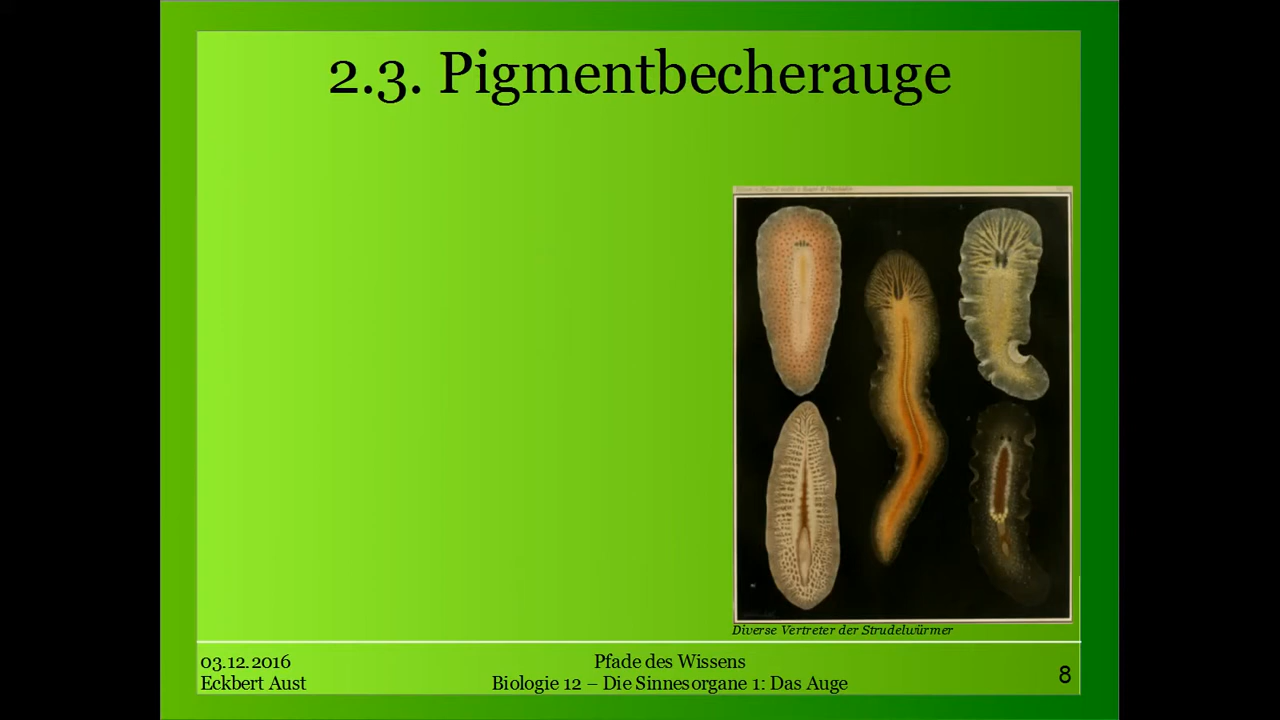 2.3. Pigmentbecherauge
Diverse Vertreter der Strudelwürmer
03.12.2016
Eckbert Aust
Pfade des Wissens
Biologie 12 – Die Sinnesorgane 1: Das Auge
8